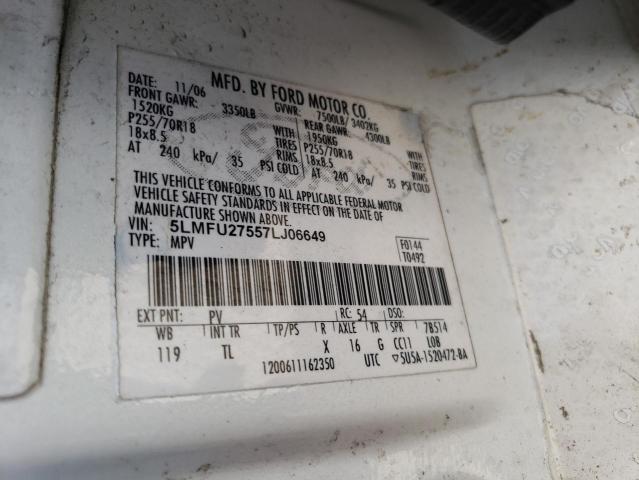 MFD. BY FORD MOTOR CO.
DATE: 11/06 GVWR: 7500LB/ 3402KG
FRONT GAWR: 3350LB REAR GAWR: 4300LB
1520KG WITH 1950KG WITH
P255/70R18 TIRES P255/70R18 TIRES
18x8.5 RIMS 18x8.5 RIMS
AT 240 kPa/ 35 PSI COLD AT 240 kPa/ 35 PSI COLD
THIS VEHICLE CONFORMS TO ALL APPLICABLE FEDERAL MOTOR
VEHICLE SAFETY STANDARDS IN EFFECT ON THE DATE OF
MANUFACTURE SHOWN ABOVE.
VIN: 5LMFU27557LJ06649 F0144
TYPE: MPV T0492
EXT PNT: PV RC: 54 DSO:
WB INT TR TP/PS R AXLE TR SPR 7B514
119 TL X 16 G CC11 LOB
1200611162350 UTC ▽5U5A-1520472-BA